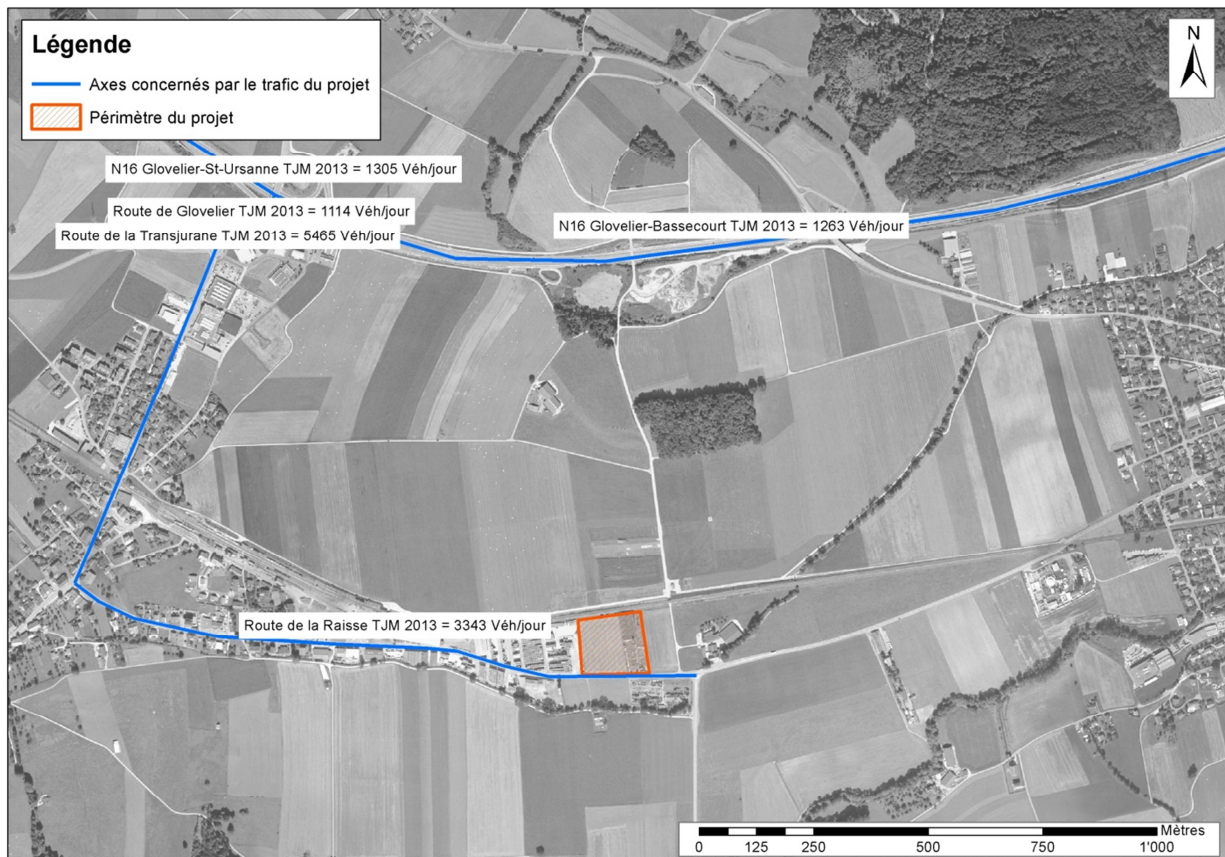 Légende
Axes concernés par le trafic du projet
Périmètre du projet
N
N16 Glovelier-St-Ursanne TJM 2013 = 1305 Véh/jour
Route de Glovelier TJM 2013 = 1114 Véh/jour
Route de la Transjurane TJM 2013 = 5465 Véh/jour
N16 Glovelier-Bassecourt TJM 2013 = 1263 Véh/jour
Route de la Raisse TJM 2013 = 3343 Véh/jour
Mètres
0 125 250 500 750 1'000